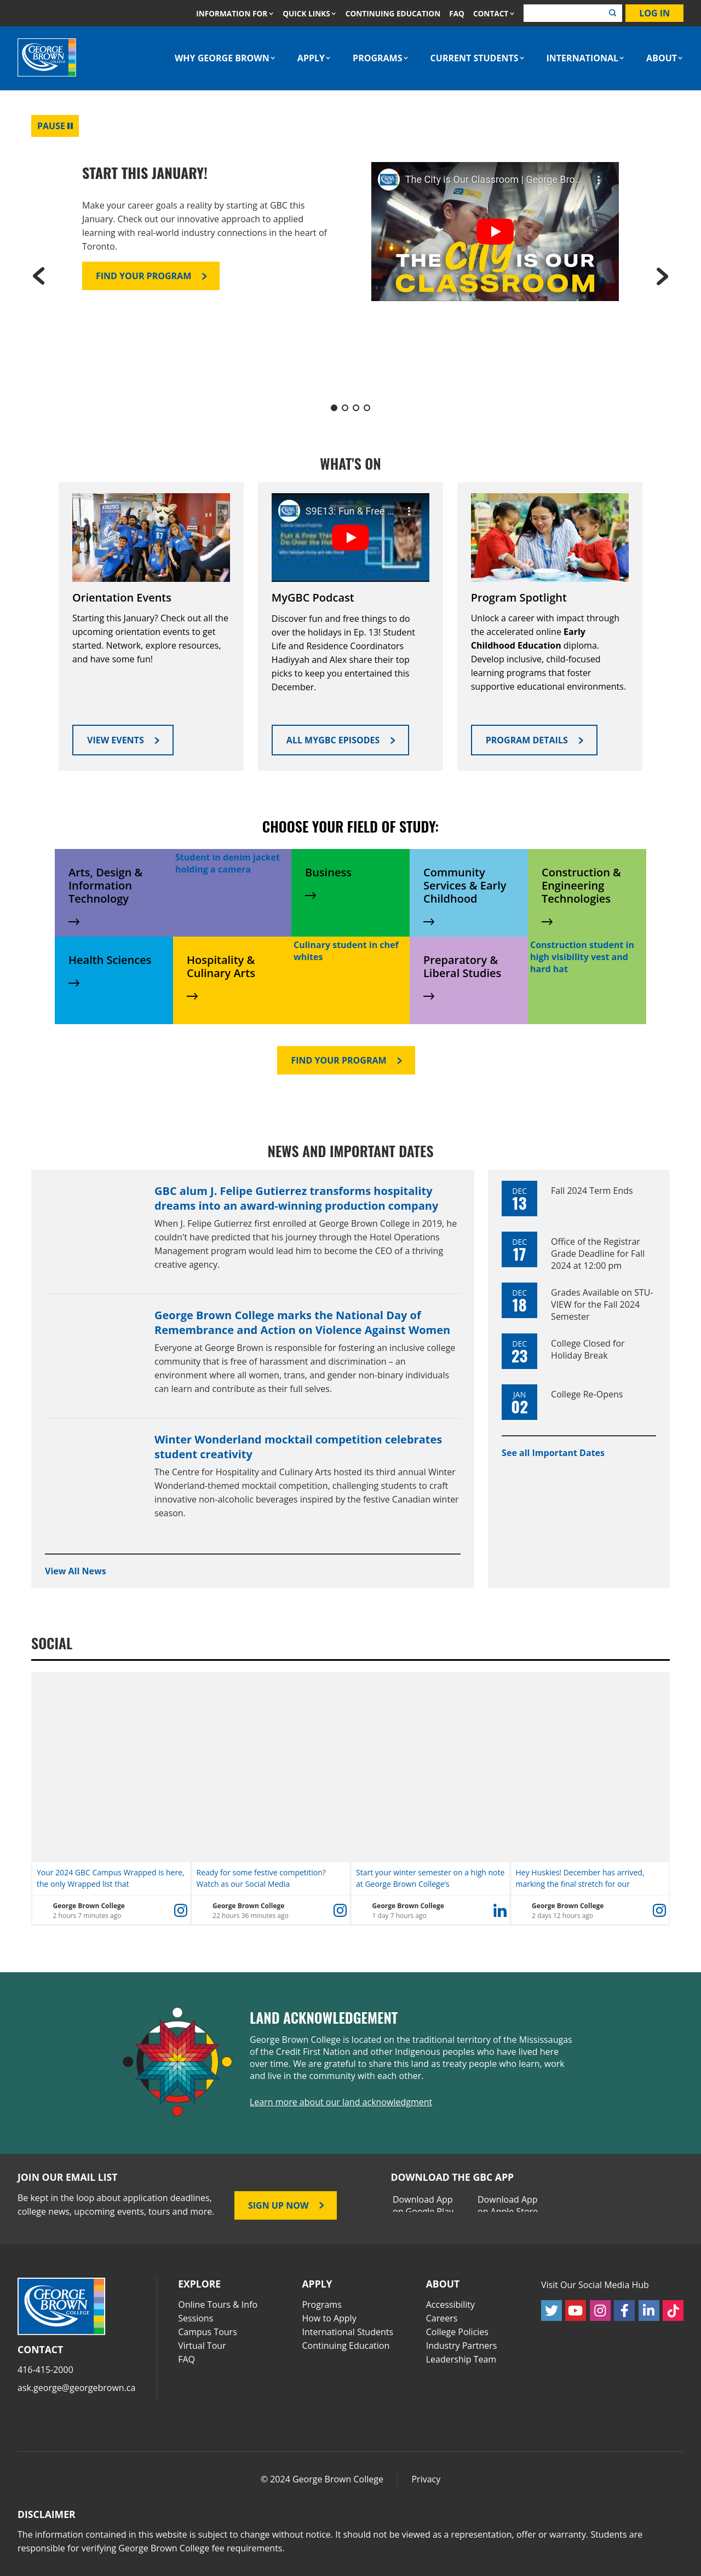 INFORMATION FOR QUICK LINKS CONTINUING EDUCATION FAQ CONTACT LOG IN
GEORGE BROWN COLLEGE
WHY GEORGE BROWN APPLY PROGRAMS CURRENT STUDENTS INTERNATIONAL ABOUT
PAUSE
START THIS JANUARY!
Make your career goals a reality by starting at GBC this
January. Check out our innovative approach to applied
learning with real-world industry connections in the heart of
Toronto.
FIND YOUR PROGRAM
The City is Our Classroom | George Bro...
THE City IS OUR
CLASSROOM
WHAT'S ON
Orientation Events
Starting this January? Check out all the
upcoming orientation events to get
started. Network, explore resources,
and have some fun!
VIEW EVENTS
S9E13: Fun & Free ...
MyGBC Podcast
Discover fun and free things to do
over the holidays in Ep. 13! Student
Life and Residence Coordinators
Hadiyyah and Alex share their top
picks to keep you entertained this
December.
ALL MYGBC EPISODES
Program Spotlight
Unlock a career with impact through
the accelerated online Early
Childhood Education diploma.
Develop inclusive, child-focused
learning programs that foster
supportive educational environments.
PROGRAM DETAILS
CHOOSE YOUR FIELD OF STUDY:
Arts, Design &
Information
Technology
Student in denim jacket
holding a camera
Business
Community
Services & Early
Childhood
Construction &
Engineering
Technologies
Health Sciences
Hospitality &
Culinary Arts
Culinary student in chef
whites
Preparatory &
Liberal Studies
Construction student in
high visibility vest and
hard hat
FIND YOUR PROGRAM
NEWS AND IMPORTANT DATES
GBC alum J. Felipe Gutierrez transforms hospitality
dreams into an award-winning production company
When J. Felipe Gutierrez first enrolled at George Brown College in 2019, he
couldn't have predicted that his journey through the Hotel Operations
Management program would lead him to become the CEO of a thriving
creative agency.
George Brown College marks the National Day of
Remembrance and Action on Violence Against Women
Everyone at George Brown is responsible for fostering an inclusive college
community that is free of harassment and discrimination – an
environment where all women, trans, and gender non-binary individuals
can learn and contribute as their full selves.
Winter Wonderland mocktail competition celebrates
student creativity
The Centre for Hospitality and Culinary Arts hosted its third annual Winter
Wonderland-themed mocktail competition, challenging students to craft
innovative non-alcoholic beverages inspired by the festive Canadian winter
season.
View All News
DEC
13
Fall 2024 Term Ends
DEC
17
Office of the Registrar
Grade Deadline for Fall
2024 at 12:00 pm
DEC
18
Grades Available on STU-
VIEW for the Fall 2024
Semester
DEC
23
College Closed for
Holiday Break
JAN
02
College Re-Opens
See all Important Dates
SOCIAL
Your 2024 GBC Campus Wrapped is here,
the only Wrapped list that
George Brown College
2 hours 7 minutes ago
Ready for some festive competition?
Watch as our Social Media
George Brown College
22 hours 36 minutes ago
Start your winter semester on a high note
at George Brown College's
George Brown College
1 day 7 hours ago
Hey Huskies! December has arrived,
marking the final stretch for our
George Brown College
2 days 12 hours ago
LAND ACKNOWLEDGEMENT
George Brown College is located on the traditional territory of the Mississaugas
of the Credit First Nation and other Indigenous peoples who have lived here
over time. We are grateful to share this land as treaty people who learn, work
and live in the community with each other.
Learn more about our land acknowledgment
JOIN OUR EMAIL LIST
Be kept in the loop about application deadlines,
college news, upcoming events, tours and more.
SIGN UP NOW
DOWNLOAD THE GBC APP
Download App
on Google Play
Download App
on Apple Store
GEORGE BROWN COLLEGE
CONTACT
416-415-2000
ask.george@georgebrown.ca
EXPLORE
Online Tours & Info
Sessions
Campus Tours
Virtual Tour
FAQ
APPLY
Programs
How to Apply
International Students
Continuing Education
ABOUT
Accessibility
Careers
College Policies
Industry Partners
Leadership Team
Visit Our Social Media Hub
© 2024 George Brown College Privacy
DISCLAIMER
The information contained in this website is subject to change without notice. It should not be viewed as a representation, offer or warranty. Students are
responsible for verifying George Brown College fee requirements.